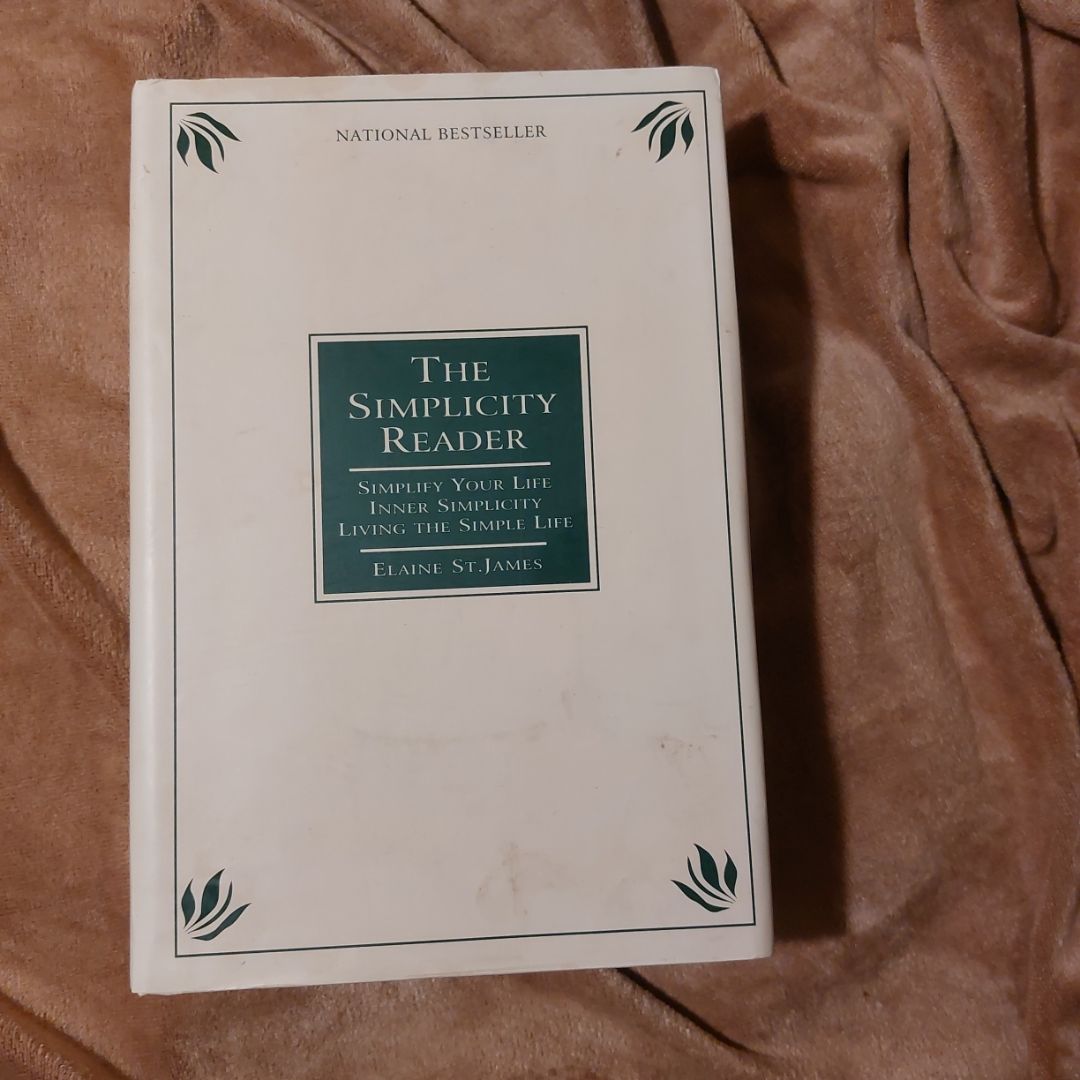 NATIONAL BESTSELLER
THE
SIMPLICITY
READER
SIMPLIFY YOUR LIFE
INNER SIMPLICITY
LIVING THE SIMPLE LIFE
ELAINE ST.JAMES